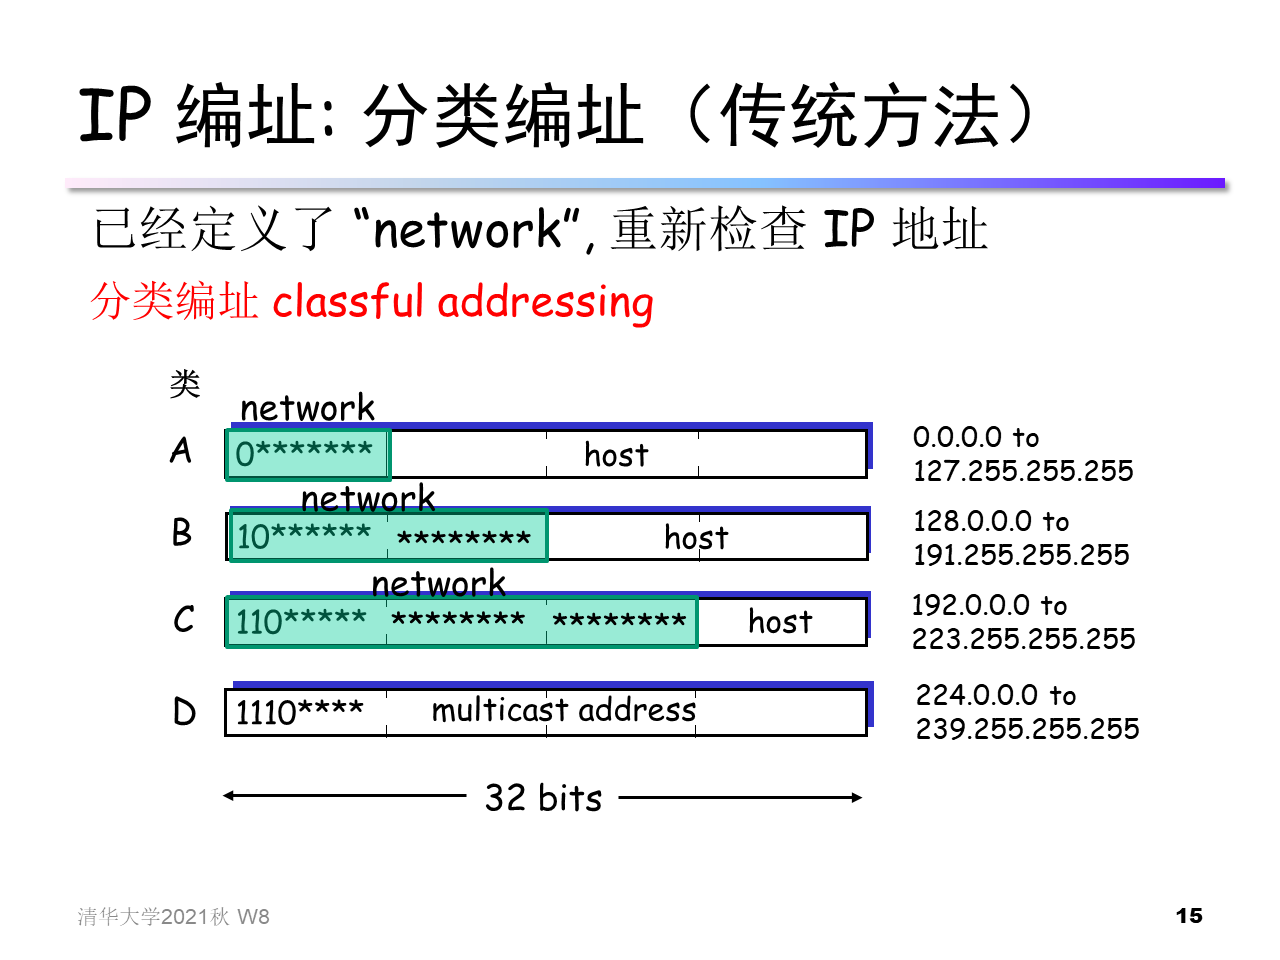 IP 编址: 分类编址（传统方法）
已经定义了 “network”, 重新检查 IP 地址
分类编址 classful addressing
类
network
A 0******* host 0.0.0.0 to
127.255.255.255
network
B 10****** ******** host 128.0.0.0 to
191.255.255.255
network
C 110***** ******** ******** host 192.0.0.0 to
223.255.255.255
D 1110**** multicast address 224.0.0.0 to
239.255.255.255
32 bits
清华大学2021秋 W8
15